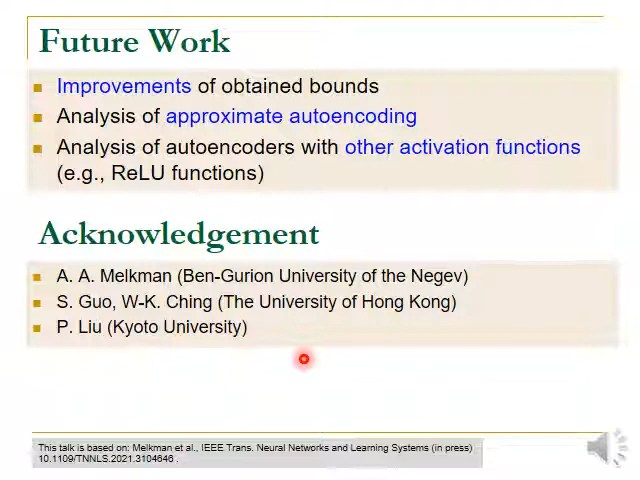 Future Work
Improvements of obtained bounds
Analysis of approximate autoencoding
Analysis of autoencoders with other activation functions
(e.g., ReLU functions)
Acknowledgement
A. A. Melkman (Ben-Gurion University of the Negev)
S. Guo, W-K. Ching (The University of Hong Kong)
P. Liu (Kyoto University)
This talk is based on: Melkman et al., IEEE Trans. Neural Networks and Learning Systems (in press)
10.1109/TNNLS.2021.3104646 .